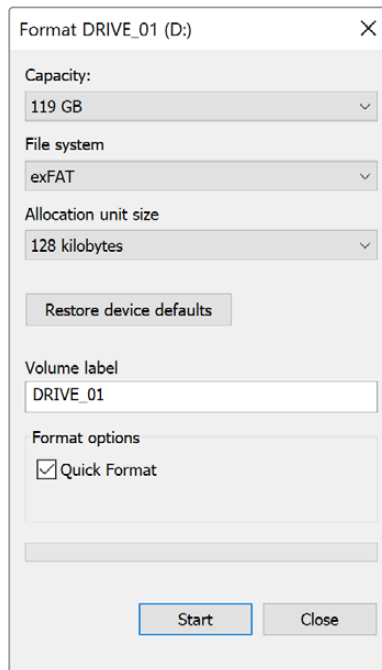 Format DRIVE_01 (D:)
Capacity:
119 GB
File system
exFAT
Allocation unit size
128 kilobytes
Restore device defaults
Volume label
DRIVE_01
Format options
Quick Format
Start Close